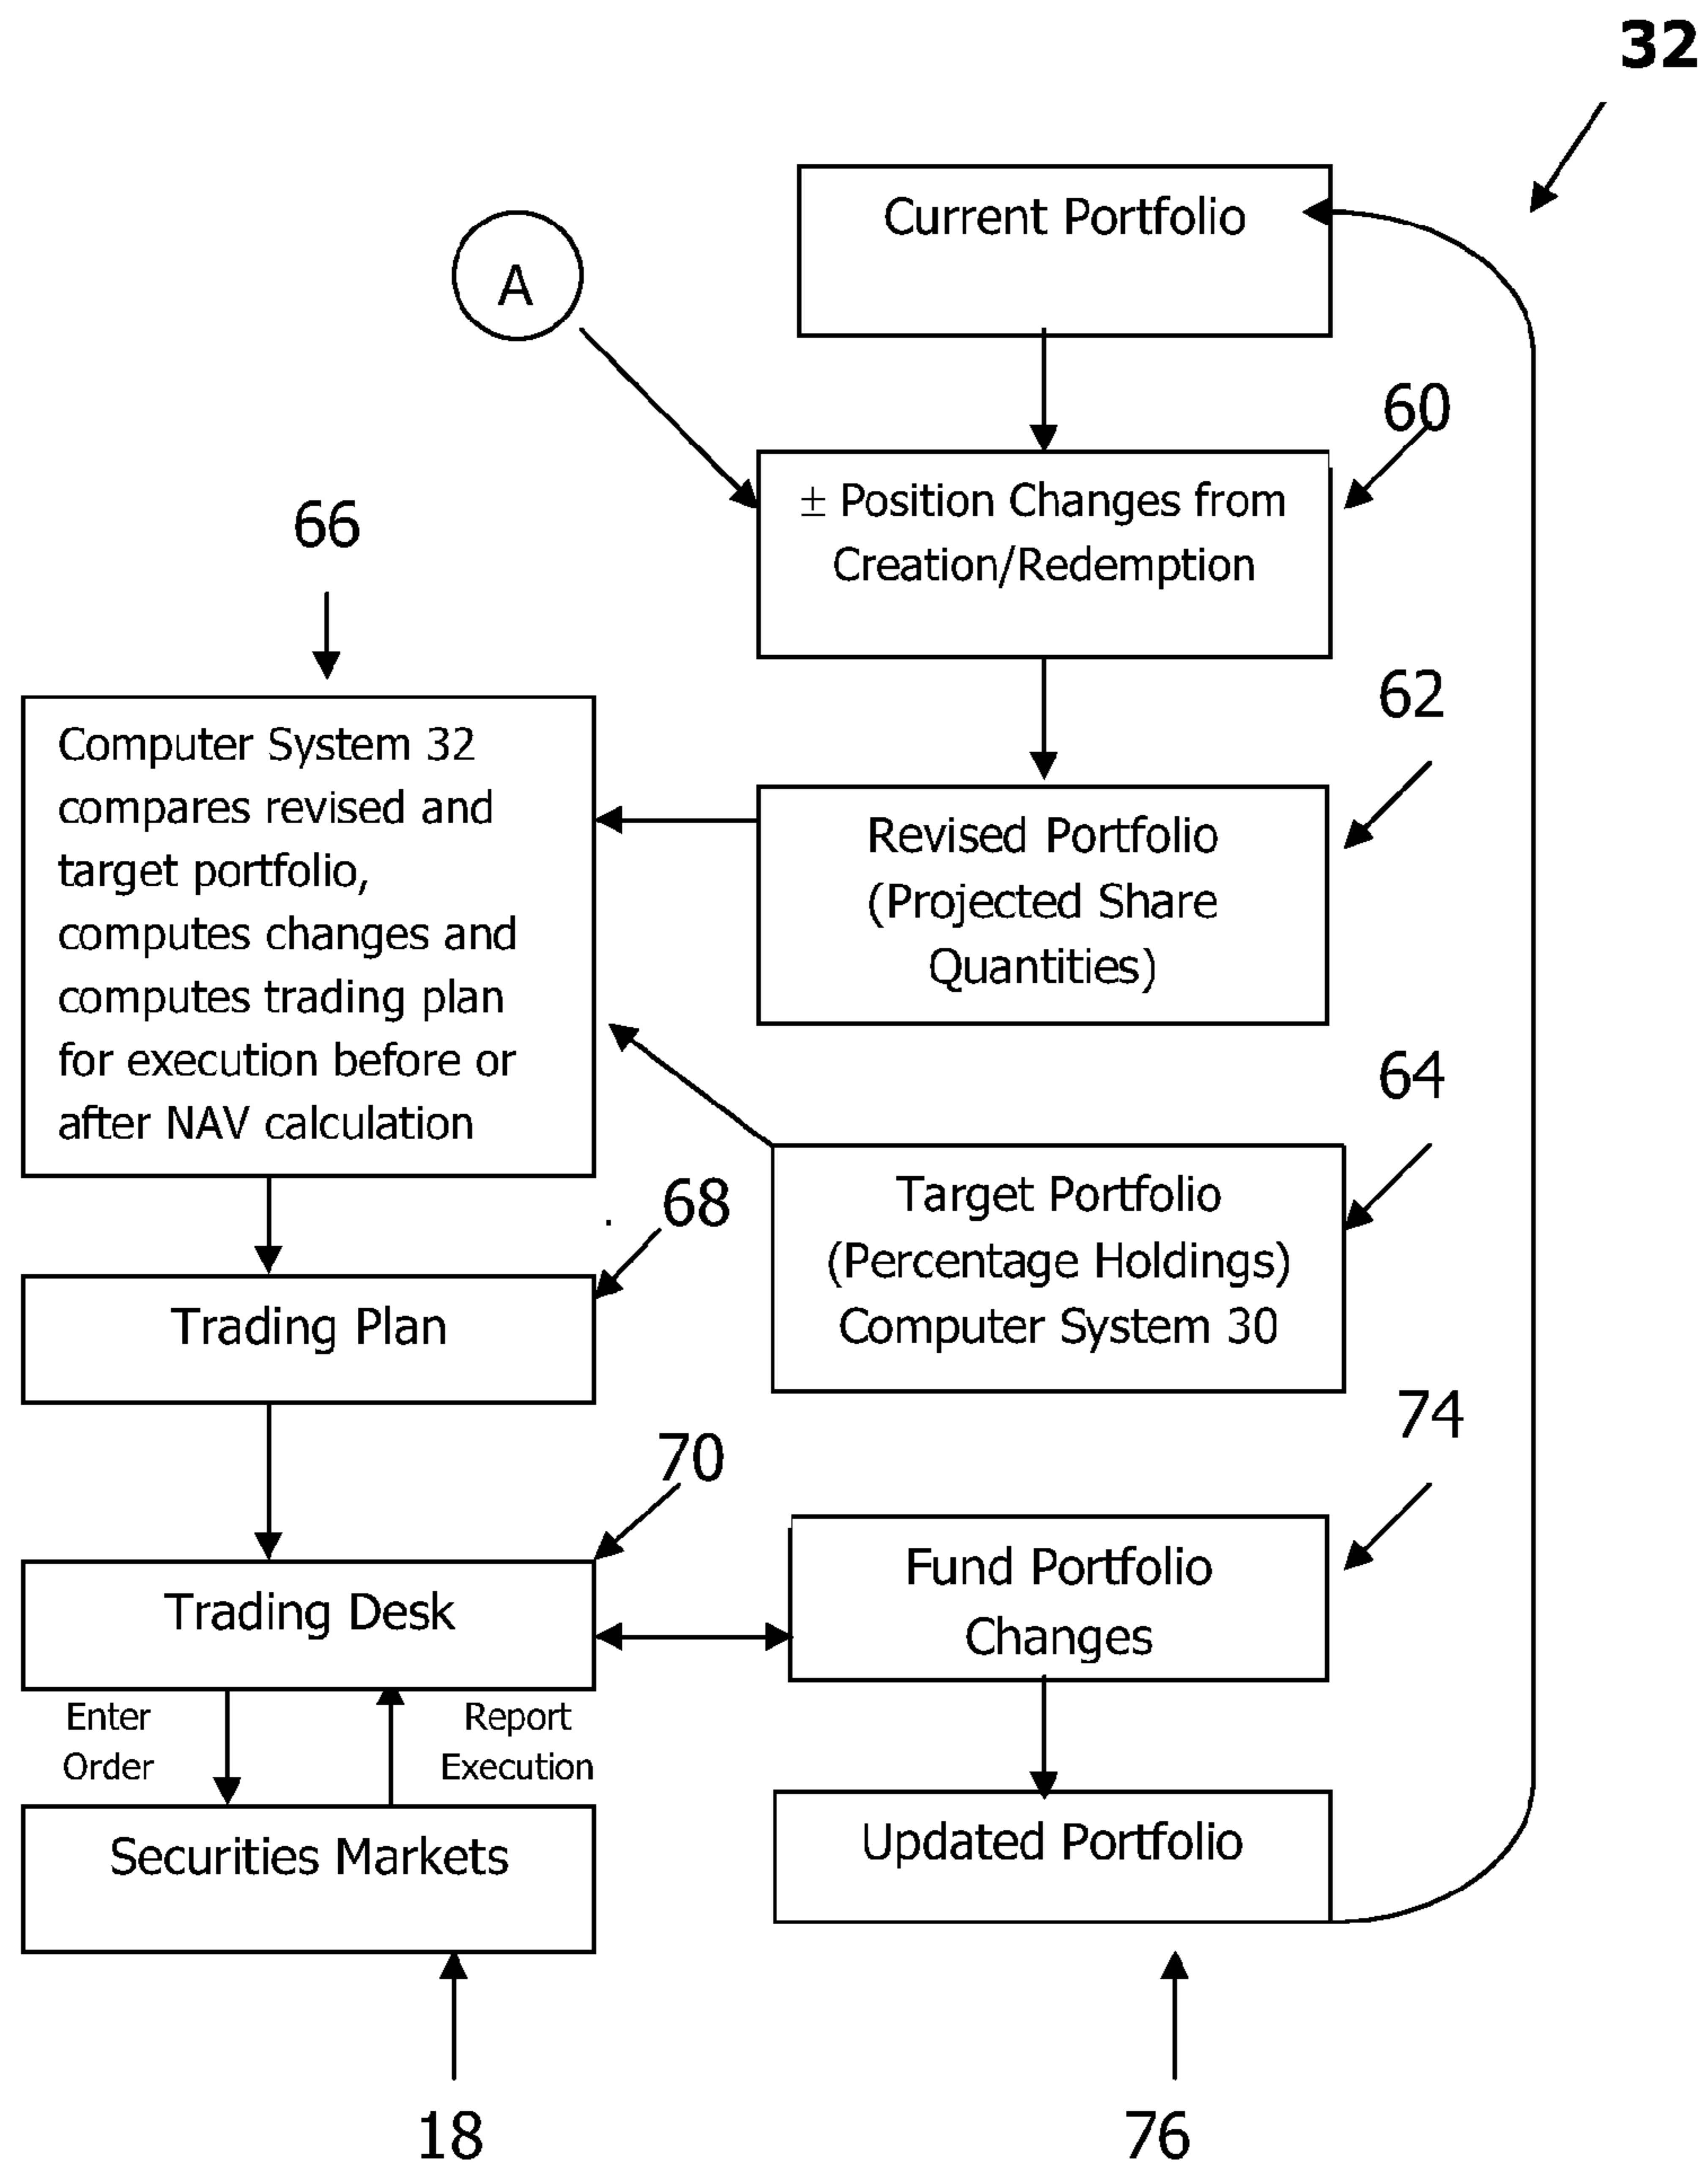 32
Current Portfolio
A
60
± Position Changes from
Creation/Redemption
66
62
Computer System 32
compares revised and
target portfolio,
computes changes and
computes trading plan
for execution before or
after NAV calculation
Revised Portfolio
(Projected Share
Quantities)
64
68
Target Portfolio
(Percentage Holdings)
Computer System 30
Trading Plan
74
70
Fund Portfolio
Changes
Trading Desk
Enter
Order
Report
Execution
Securities Markets
Updated Portfolio
18
76